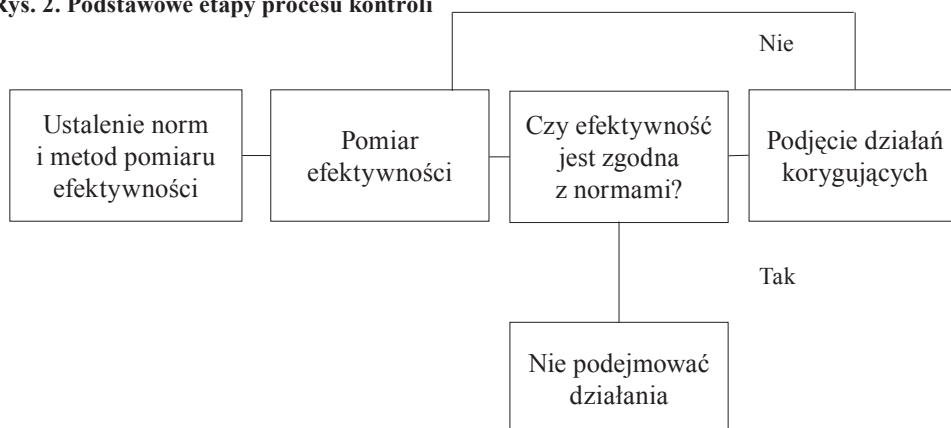 Rys. 2. Podstawowe etapy procesu kontroli
Nie
Ustalenie norm
i metod pomiaru
efektywności
Pomiar
efektywności
Czy efektywność
jest zgodna
z normami?
Podjęcie działań
korygujących
Tak
Nie podejmować
działania